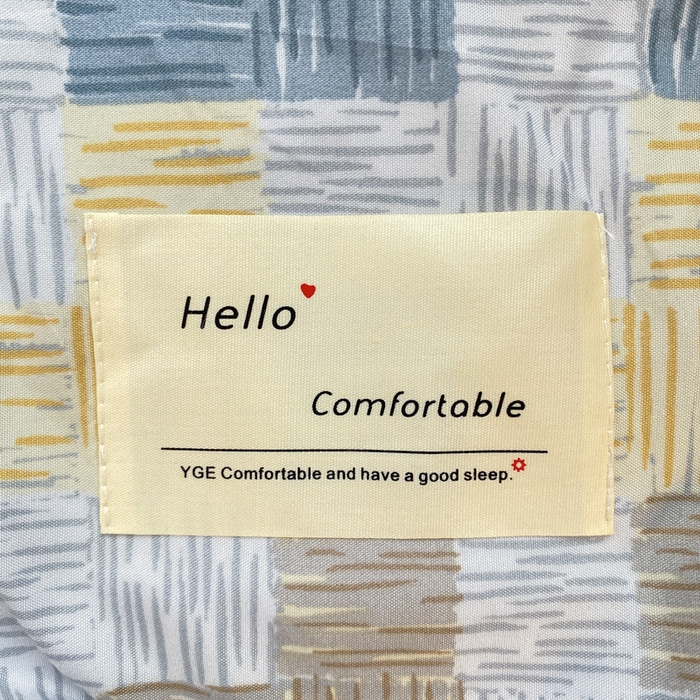 Hello
Comfortable
YGE Comfortable and have a good sleep.